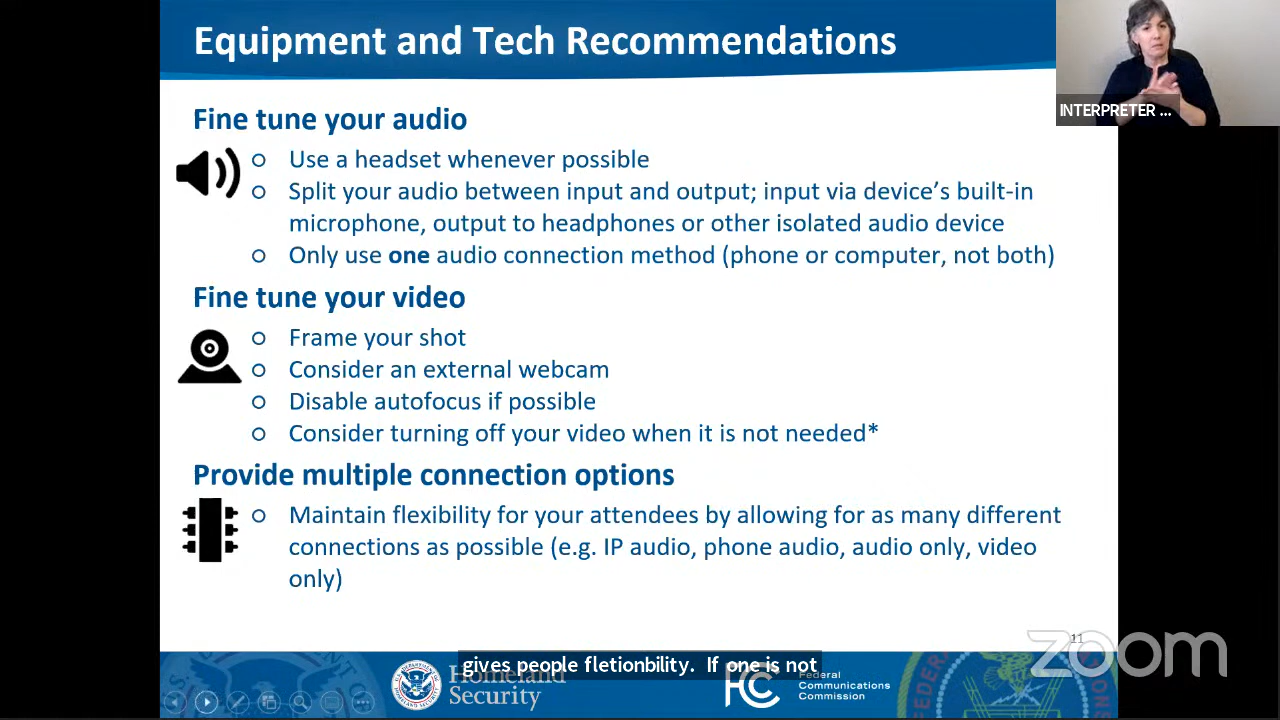 Equipment and Tech Recommendations
INTERPRETER ...
Fine tune your audio
Use a headset whenever possible
Split your audio between input and output; input via device's built-in
microphone, output to headphones or other isolated audio device
Only use one audio connection method (phone or computer, not both)
Fine tune your video
Frame your shot
Consider an external webcam
Disable autofocus if possible
Consider turning off your video when it is not needed*
Provide multiple connection options
Maintain flexibility for your attendees by allowing for as many different
connections as possible (e.g. IP audio, phone audio, audio only, video
only)
11
zoom
gives people fletionbility. If one is not
Homeland
Security
FCC
Federal
Communications
Commission